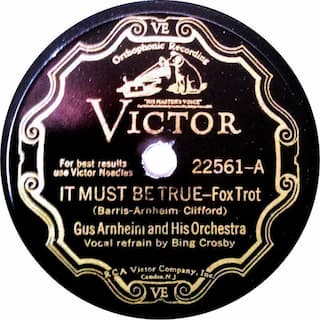 VE
Orthophonic Recording
"HIS MASTER'S VOICE"
VICTOR
For best results
use Victor Needles
22561-A
IT MUST BE TRUE-Fox Trot
(Barris-Arnheim-Clifford)
Gus Arnheim and His Orchestra
Vocal refrain by Bing Crosby
RCA Victor Company, Inc.
Camden, N.J.
VE